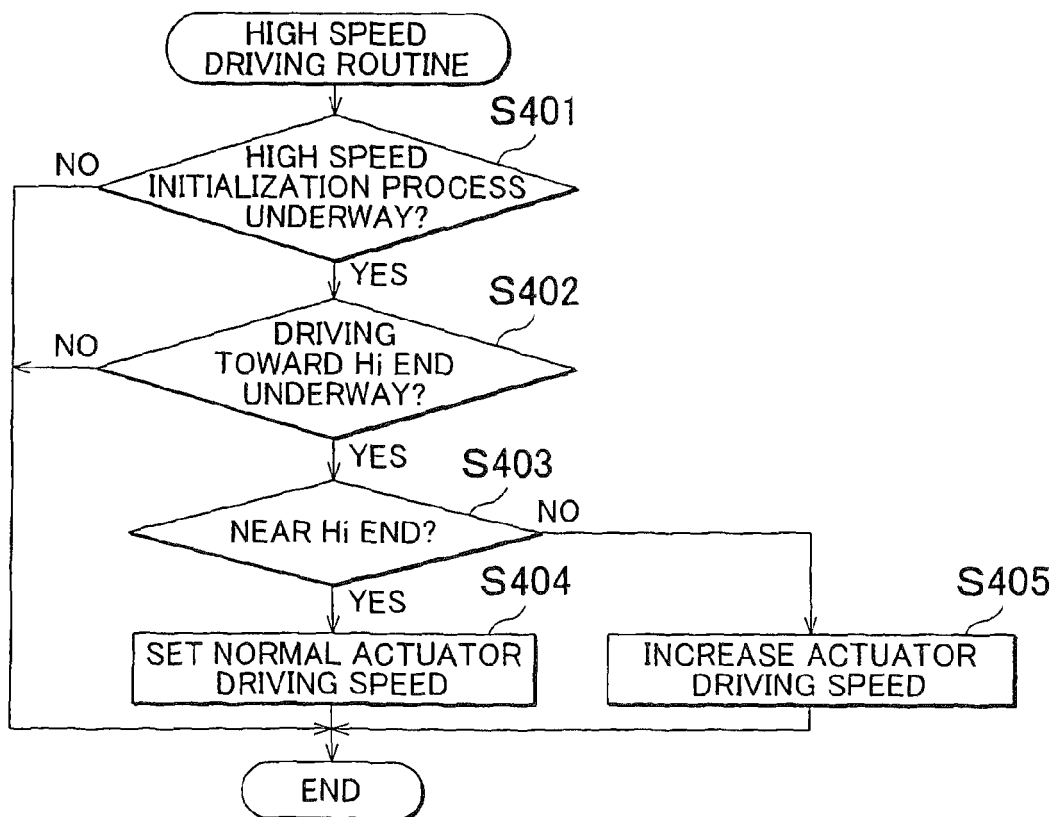 HIGH SPEED
DRIVING ROUTINE
S401
NO
HIGH SPEED
INITIALIZATION PROCESS
UNDERWAY?
YES
S402
NO
DRIVING
TOWARD Hi END
UNDERWAY?
YES
S403
NEAR Hi END?
NO
YES
S404
S405
SET NORMAL ACTUATOR
DRIVING SPEED
INCREASE ACTUATOR
DRIVING SPEED
END